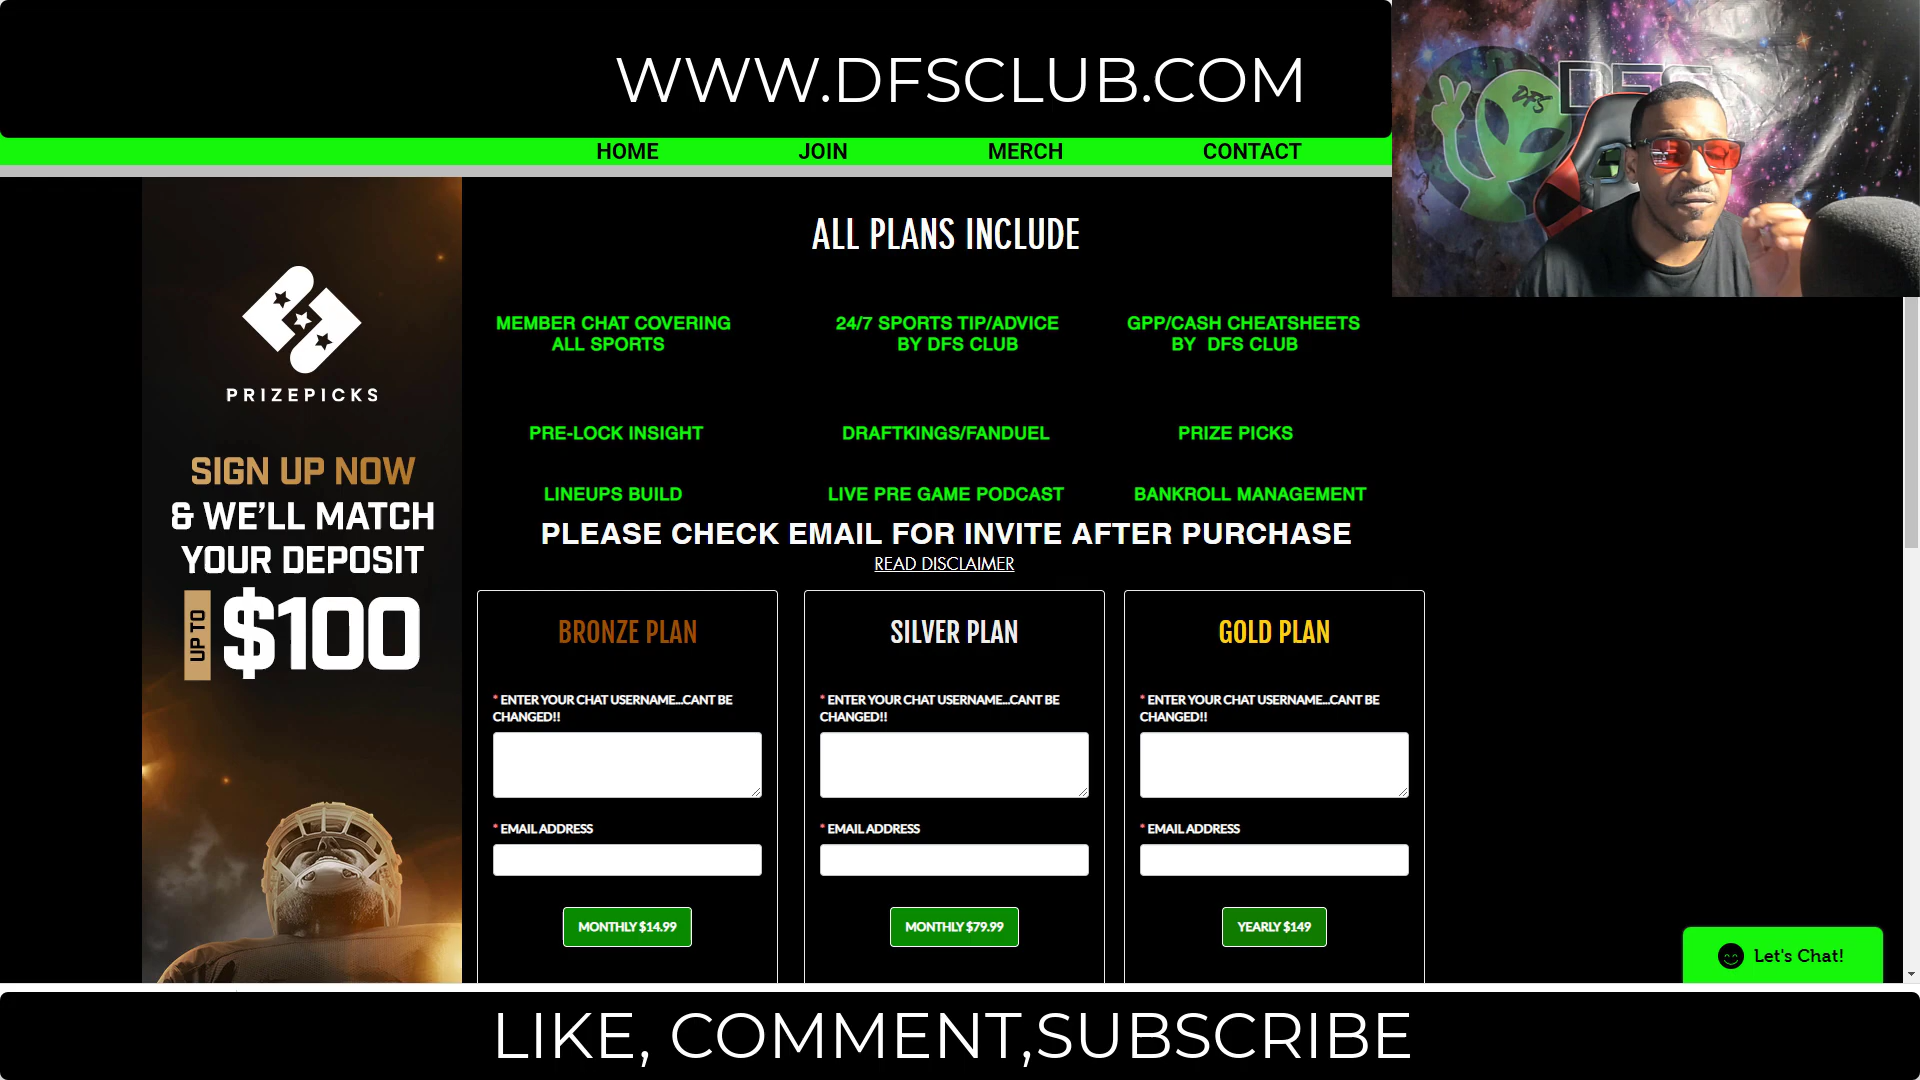 WWW.DFSCLUB.COM
HOME JOIN MERCH CONTACT
DFS
DFS
ALL PLANS INCLUDE
MEMBER CHAT COVERING
ALL SPORTS
24/7 SPORTS TIP/ADVICE
BY DFS CLUB
GPP/CASH CHEATSHEETS
BY DFS CLUB
PRE-LOCK INSIGHT
DRAFTKINGS/FANDUEL
PRIZE PICKS
LINEUPS BUILD
LIVE PRE GAME PODCAST
BANKROLL MANAGEMENT
PLEASE CHECK EMAIL FOR INVITE AFTER PURCHASE
READ DISCLAIMER
PRIZEPICKS
SIGN UP NOW
& WE'LL MATCH
YOUR DEPOSIT
UP TO
$100
BRONZE PLAN
* ENTER YOUR CHAT USERNAME...CANT BE
CHANGED!!
* EMAIL ADDRESS
MONTHLY $14.99
SILVER PLAN
* ENTER YOUR CHAT USERNAME...CANT BE
CHANGED!!
* EMAIL ADDRESS
MONTHLY $79.99
GOLD PLAN
* ENTER YOUR CHAT USERNAME...CANT BE
CHANGED!!
* EMAIL ADDRESS
YEARLY $149
Let's Chat!
LIKE, COMMENT,SUBSCRIBE